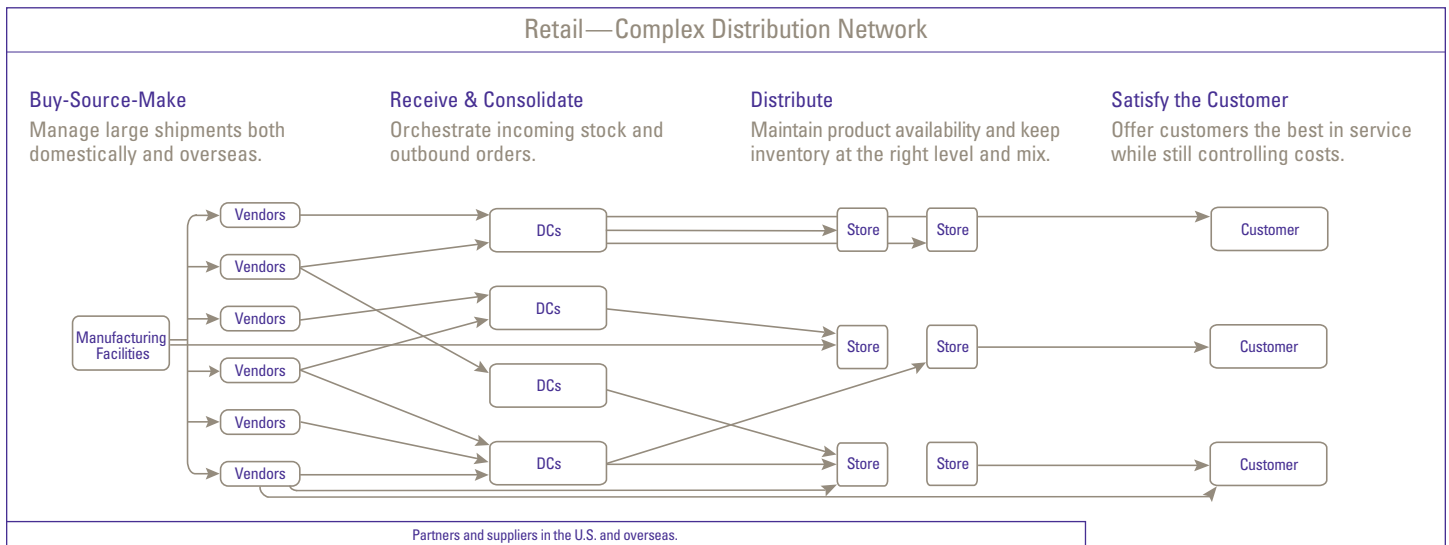 Retail—Complex Distribution Network
Buy-Source-Make
Manage large shipments both
domestically and overseas.
Receive & Consolidate
Orchestrate incoming stock and
outbound orders.
Distribute
Maintain product availability and keep
inventory at the right level and mix.
Satisfy the Customer
Offer customers the best in service
while still controlling costs.
Manufacturing
Facilities
Vendors
Vendors
Vendors
Vendors
Vendors
Vendors
DCs
DCs
DCs
DCs
Store
Store
Store
Store
Store
Store
Customer
Customer
Customer
Partners and suppliers in the U.S. and overseas.